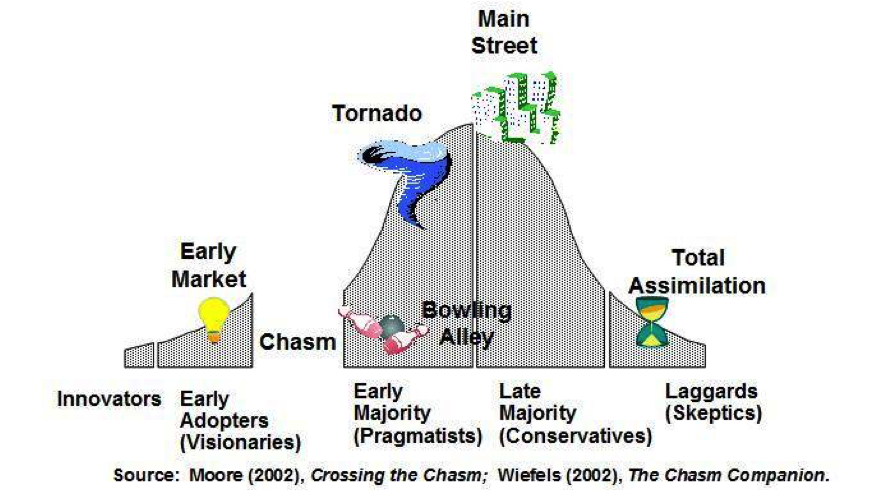 Main
Street
Tornado
Early
Market
Total
Assimilation
Bowling
Alley
Chasm
Innovators
Early
Adopters
(Visionaries)
Early
Majority
(Pragmatists)
Late
Majority
(Conservatives)
Laggards
(Skeptics)
Source: Moore (2002), Crossing the Chasm; Wiefels (2002), The Chasm Companion.